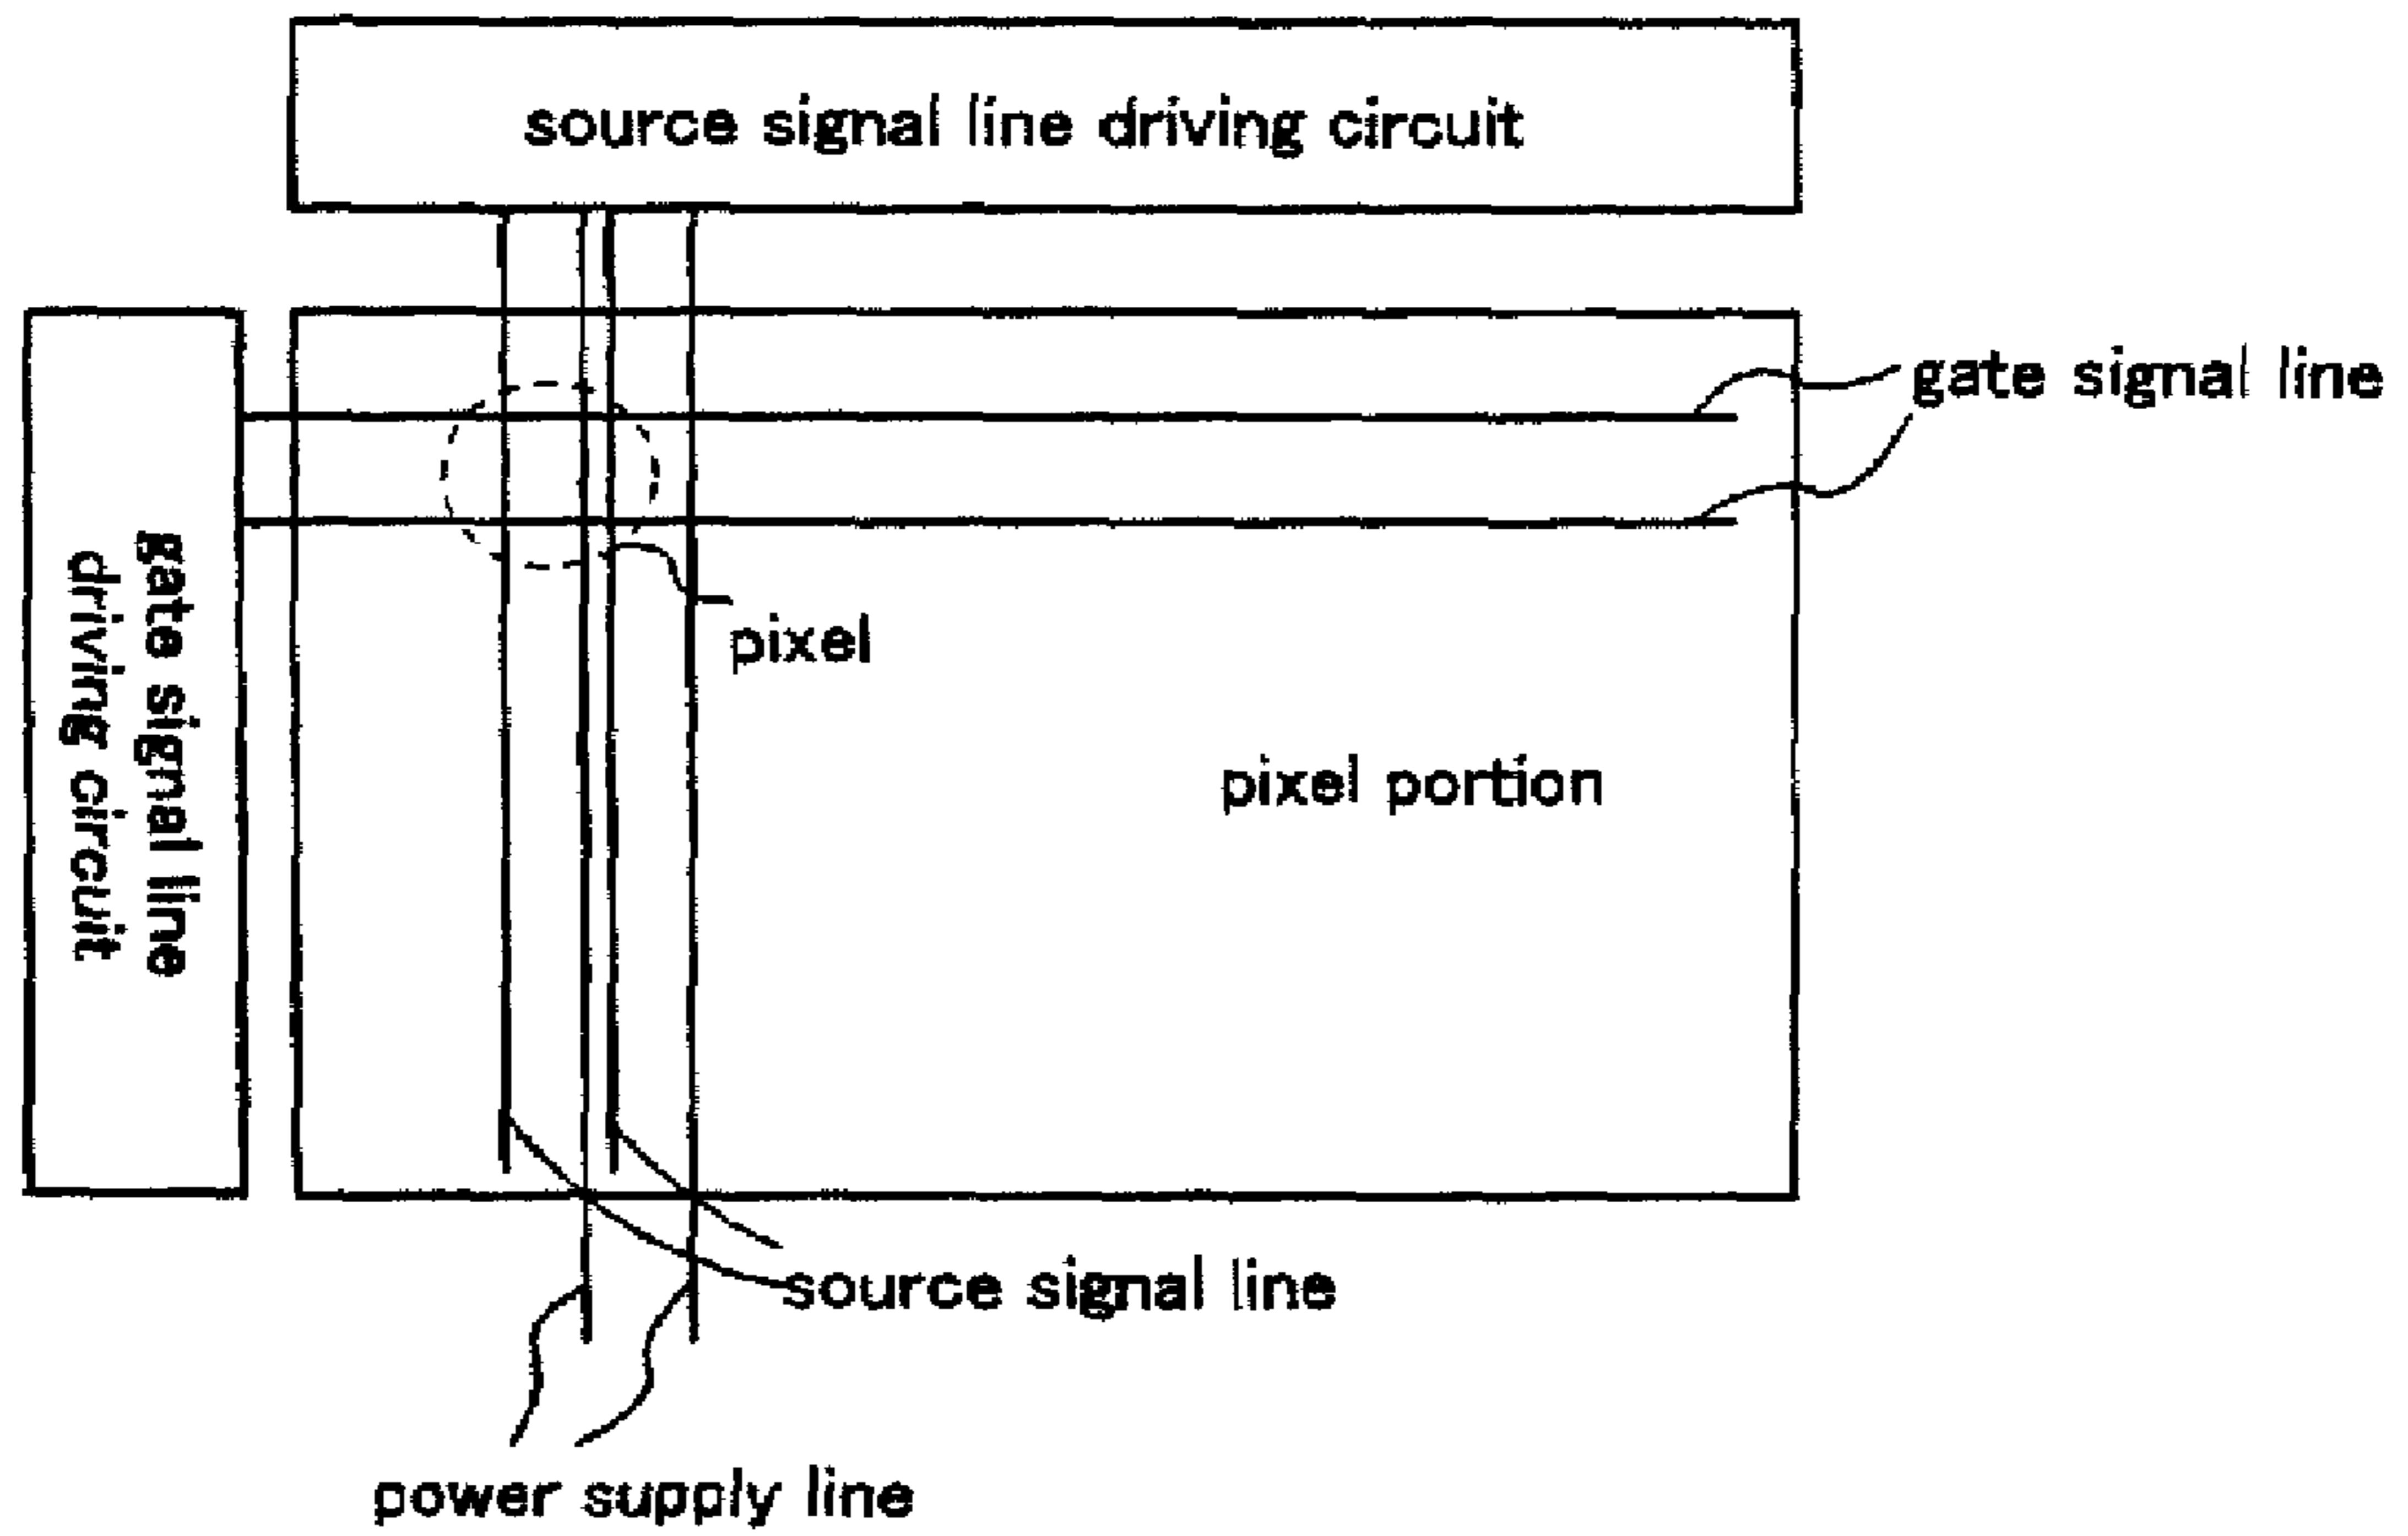 source signal line driving circuit
gate signal line
gate signal line
driving circuit
pixel
pixel portion
source signal line
power supply line